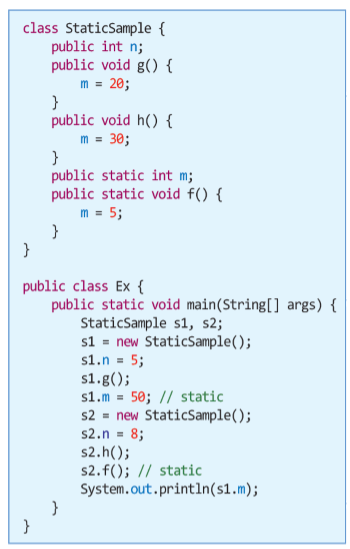 class StaticSample {
    public int n;
    public void g() {
        m = 20;
    }
    public void h() {
        m = 30;
    }
    public static int m;
    public static void f() {
        m = 5;
    }
}

public class Ex {
    public static void main(String[] args) {
        StaticSample s1, s2;
        s1 = new StaticSample();
        s1.n = 5;
        s1.g();
        s1.m = 50; // static
        s2 = new StaticSample();
        s2.n = 8;
        s2.h();
        s2.f(); // static
        System.out.println(s1.m);
    }
}